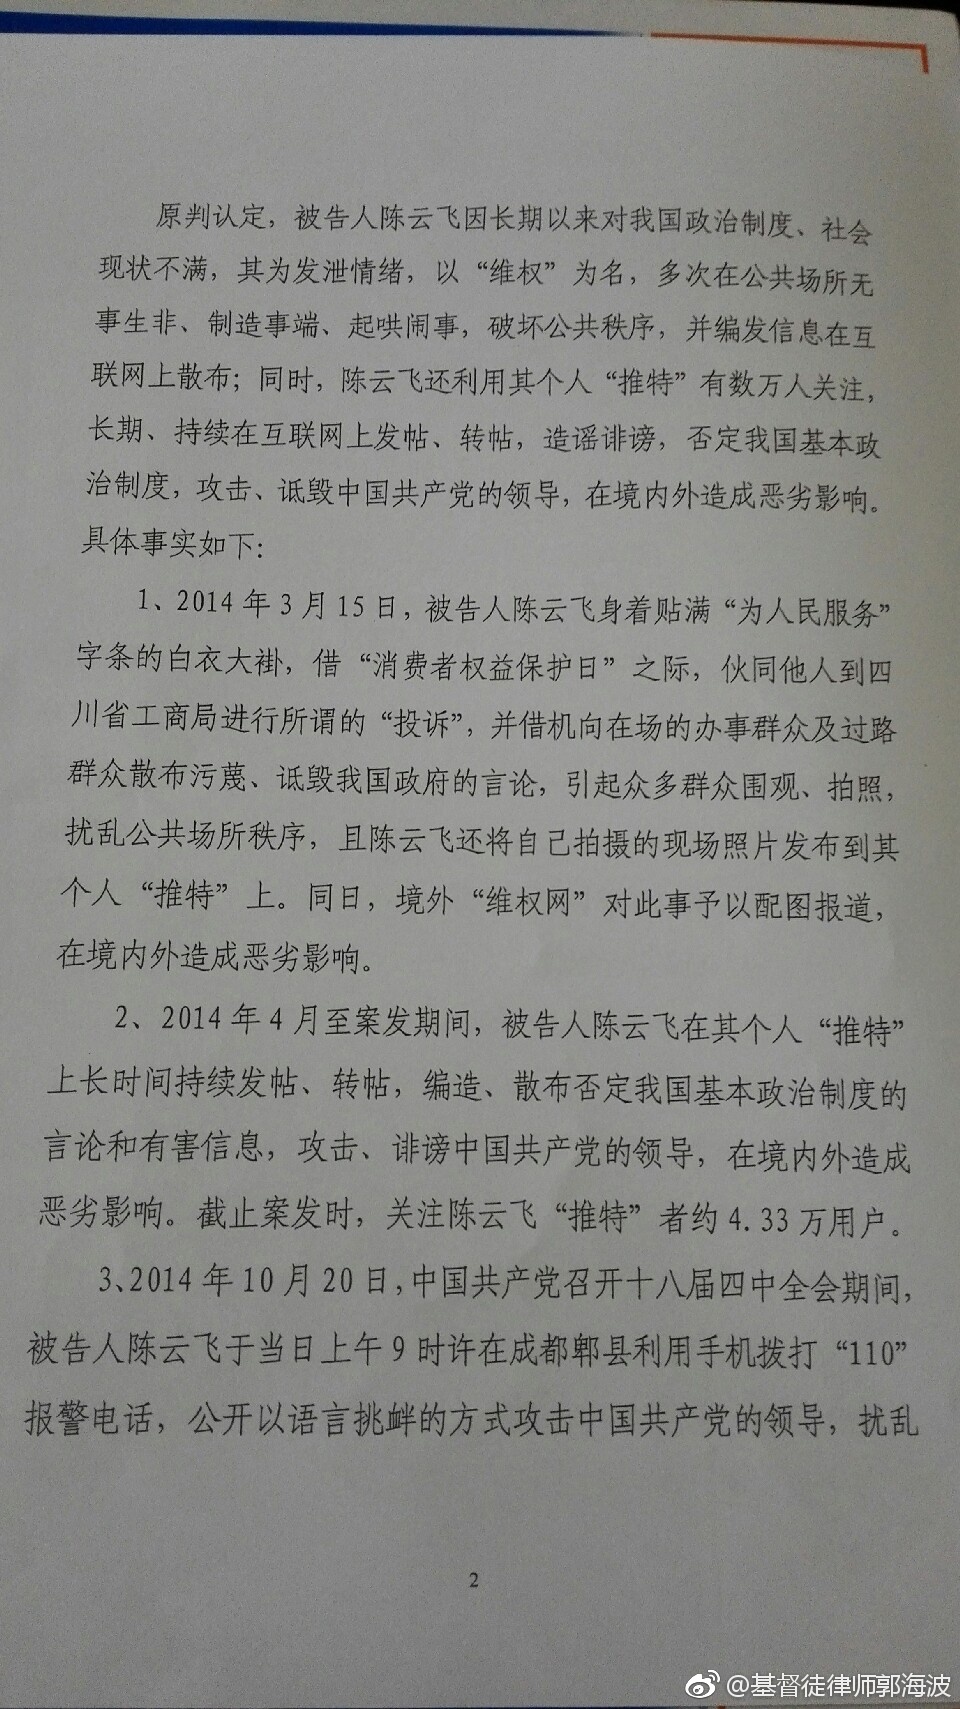 原判认定，被告人陈云飞因长期以来对我国政治制度、社会
现状不满，其为发泄情绪，以“维权”为名，多次在公共场所无
事生非、制造事端、起哄闹事，破坏公共秩序，并编发信息在互
联网上散布；同时，陈云飞还利用其个人“推特”有数万人关注，
长期、持续在互联网上发帖、转帖，造谣诽谤，否定我国基本政
治制度，攻击、诋毁中国共产党的领导，在境内外造成恶劣影响。
具体事实如下：
1、2014年3月15日，被告人陈云飞身着贴满“为人民服务”
字条的白衣大褂，借“消费者权益保护日”之际，伙同他人到四
川省工商局进行所谓的“投诉”，并借机向在场的办事群众及过路
群众散布污蔑、诋毁我国政府的言论，引起众多群众围观、拍照，
扰乱公共场所秩序，且陈云飞还将自己拍摄的现场照片发布到其
个人“推特”上。同日，境外“维权网”对此事予以配图报道，
在境内外造成恶劣影响。
2、2014年4月至案发期间，被告人陈云飞在其个人“推特”
上长时间持续发帖、转帖，编造、散布否定我国基本政治制度的
言论和有害信息，攻击、诽谤中国共产党的领导，在境内外造成
恶劣影响。截止案发时，关注陈云飞“推特”者约4.33万用户。
3、2014年10月20日，中国共产党召开十八届四中全会期间，
被告人陈云飞于当日上午9时许在成都郫县利用手机拨打“110”
报警电话，公开以语言挑衅的方式攻击中国共产党的领导，扰乱
2
@基督徒律师郭海波